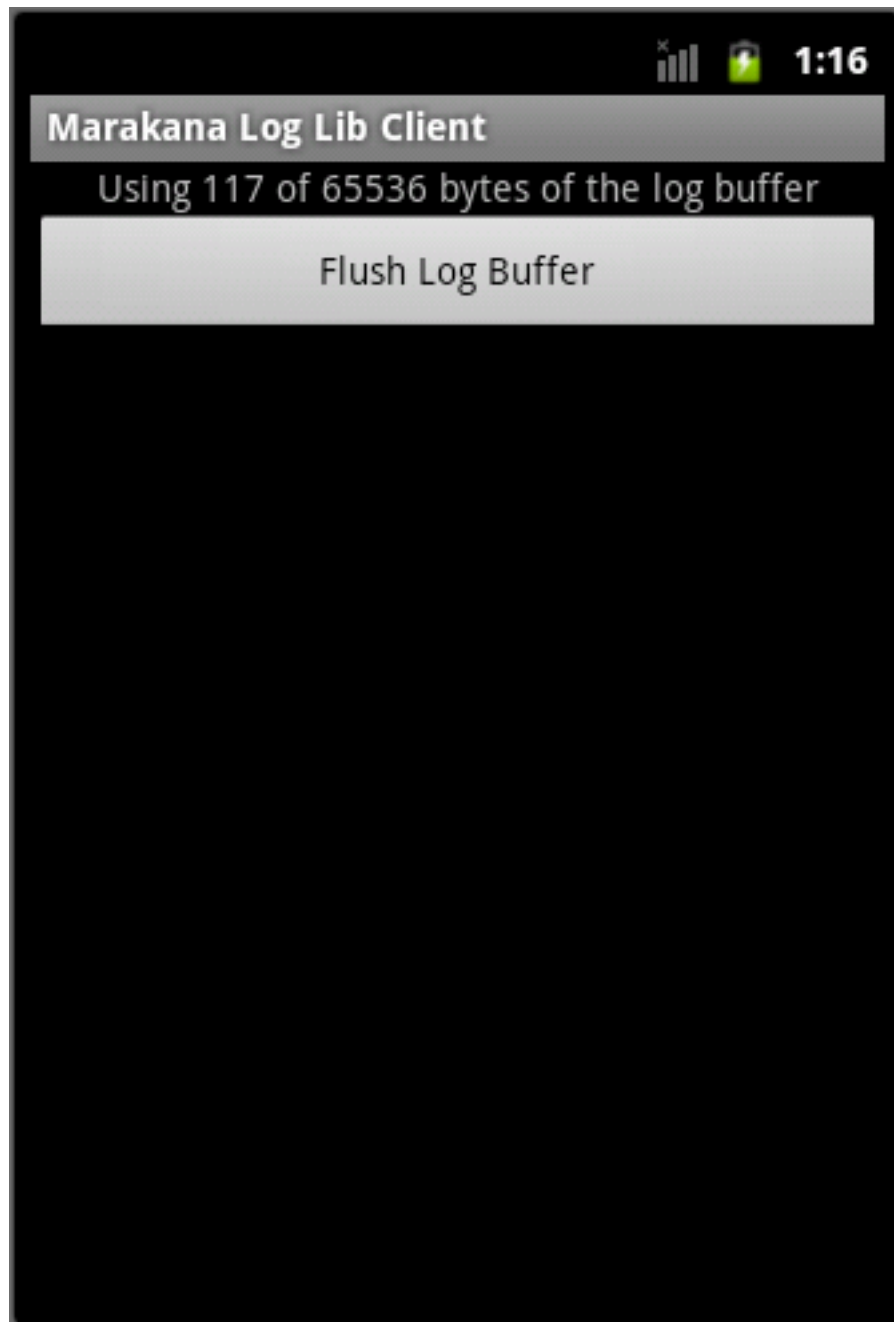 1:16
Marakana Log Lib Client
Using 117 of 65536 bytes of the log buffer
Flush Log Buffer